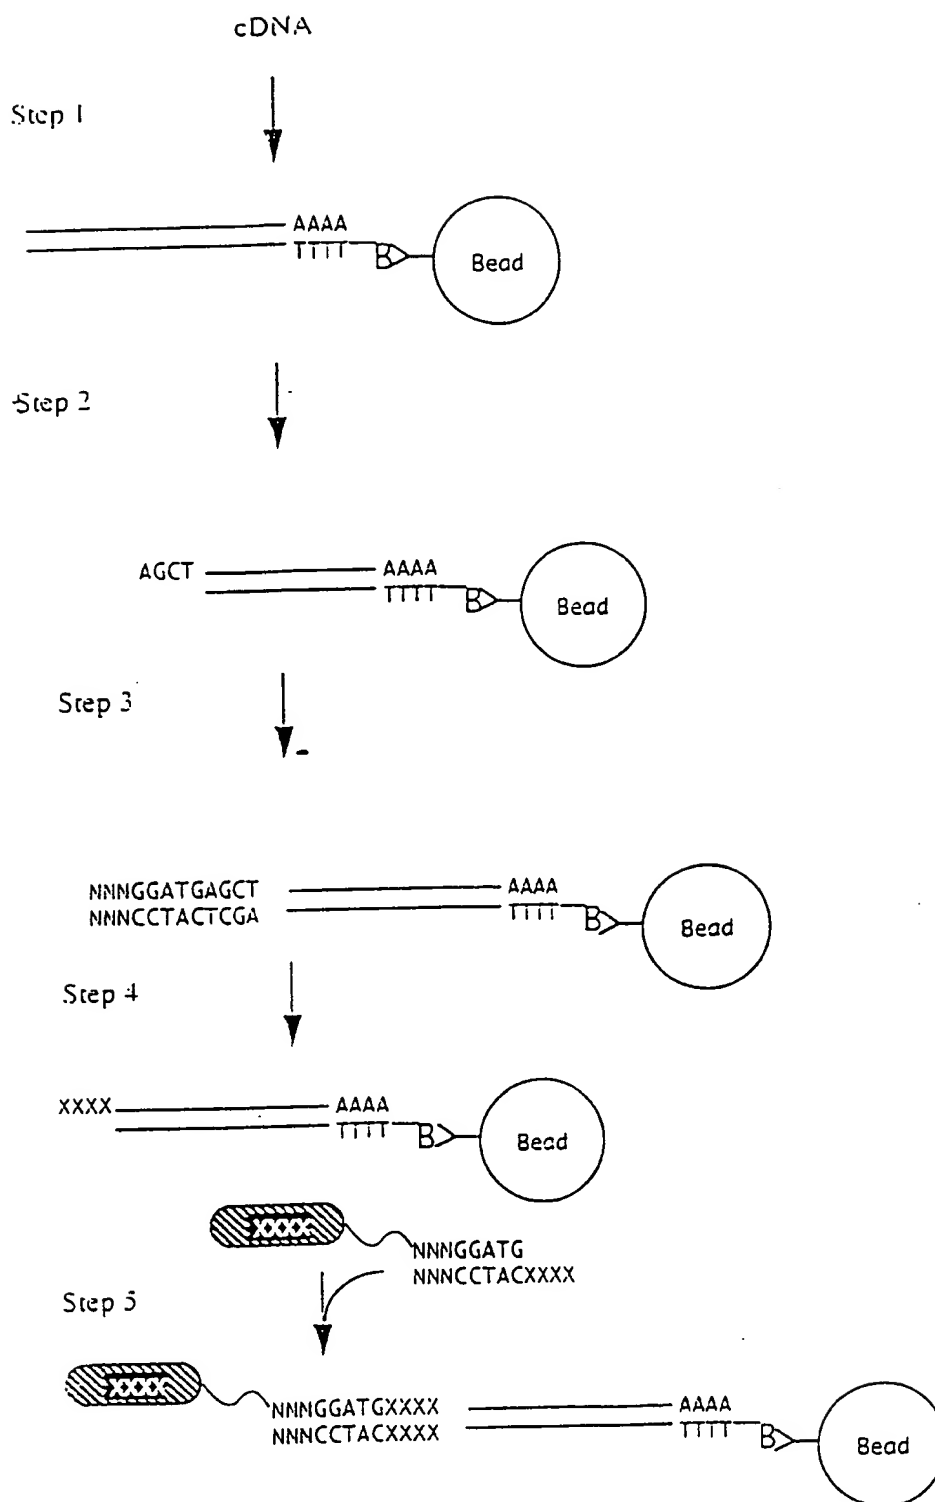 cDNA
Step 1
AAAA
TTTT B Bead
Step 2
AGCT AAAA
TTTT B Bead
Step 3
NNNGGATGAGCT AAAA
NNNCCTACTCGA TTTT B Bead
Step 4
XXXX AAAA
TTTT B Bead
XXXX
NNNGGATG
NNNCCTACXXXX
Step 5
XXXX
NNNGGATGXXXX AAAA
NNNCCTACXXXX TTTT B Bead